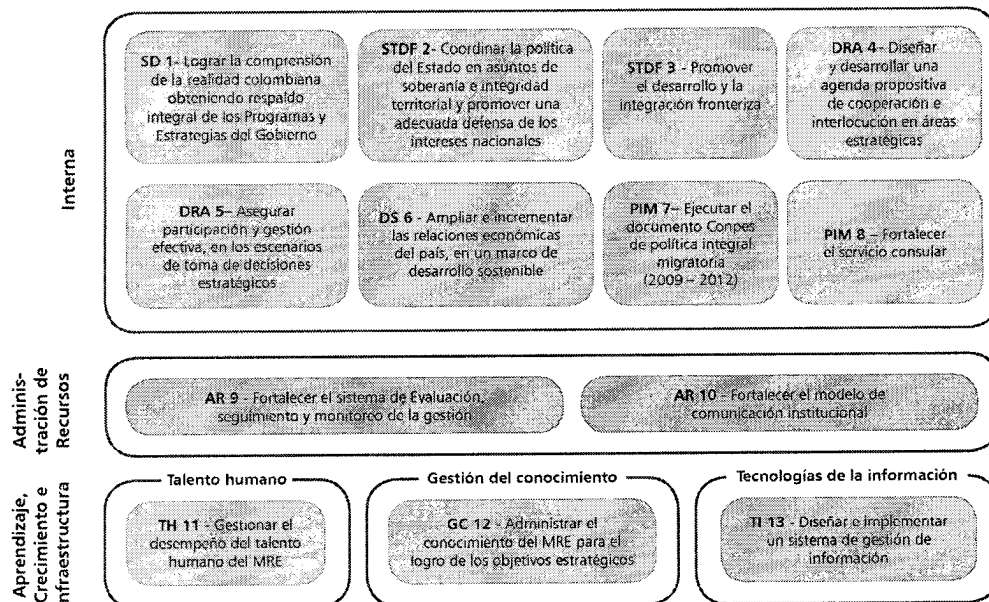 Interna
SD 1- Lograr la comprensión
de la realidad colombiana
obteniendo respaldo
integral de los Programas y
Estrategias del Gobierno
STDF 2- Coordinar la política
del Estado en asuntos de
soberanía e integridad
territorial y promover una
adecuada defensa de los
intereses nacionales
STDF 3 - Promover
el desarrollo y la
integración fronteriza
DRA 4– Diseñar
y desarrollar una
agenda propositiva
de cooperación e
interlocución en áreas
estratégicas
DRA 5– Asegurar
participación y gestión
efectiva, en los escenarios
de toma de decisiones
estratégicos
DS 6 - Ampliar e incrementar
las relaciones económicas
del país, en un marco de
desarrollo sostenible
PIM 7– Ejecutar el
documento Conpes
de política integral
migratoria
(2009 – 2012)
PIM 8 – Fortalecer
el servicio consular
Adminis-
tración de
Recursos
AR 9 - Fortalecer el sistema de Evaluación,
seguimiento y monitoreo de la gestión
AR 10 - Fortalecer el modelo de
comunicación institucional
Aprendizaje,
Crecimiento e
Infraestructura
Talento humano
TH 11 - Gestionar el
desempeño del talento
humano del MRE
Gestión del conocimiento
GC 12 - Administrar el
conocimiento del MRE para el
logro de los objetivos estratégicos
Tecnologías de la información
TI 13 - Diseñar e implementar
un sistema de gestión de
información